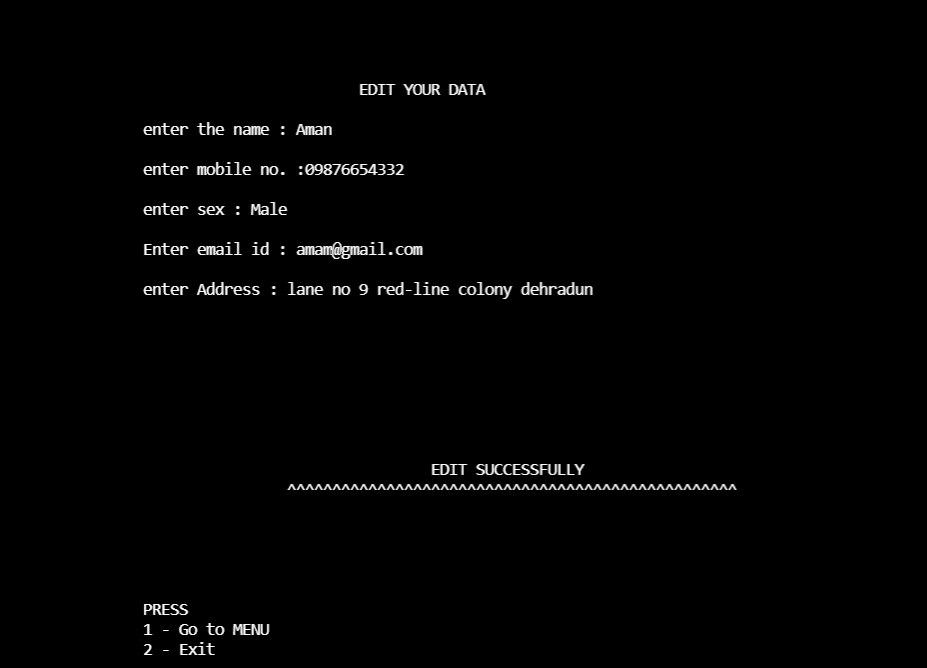 EDIT YOUR DATA
enter the name : Aman
enter mobile no. :09876654332
enter sex : Male
Enter email id : amam@gmail.com
enter Address : lane no 9 red-line colony dehradun
EDIT SUCCESSFULLY
^^^^^^^^^^^^^^^^^^^^^^^^^^^^^^^^^^^^^^^^^^^^^^^^^^
PRESS
1 - Go to MENU
2 - Exit